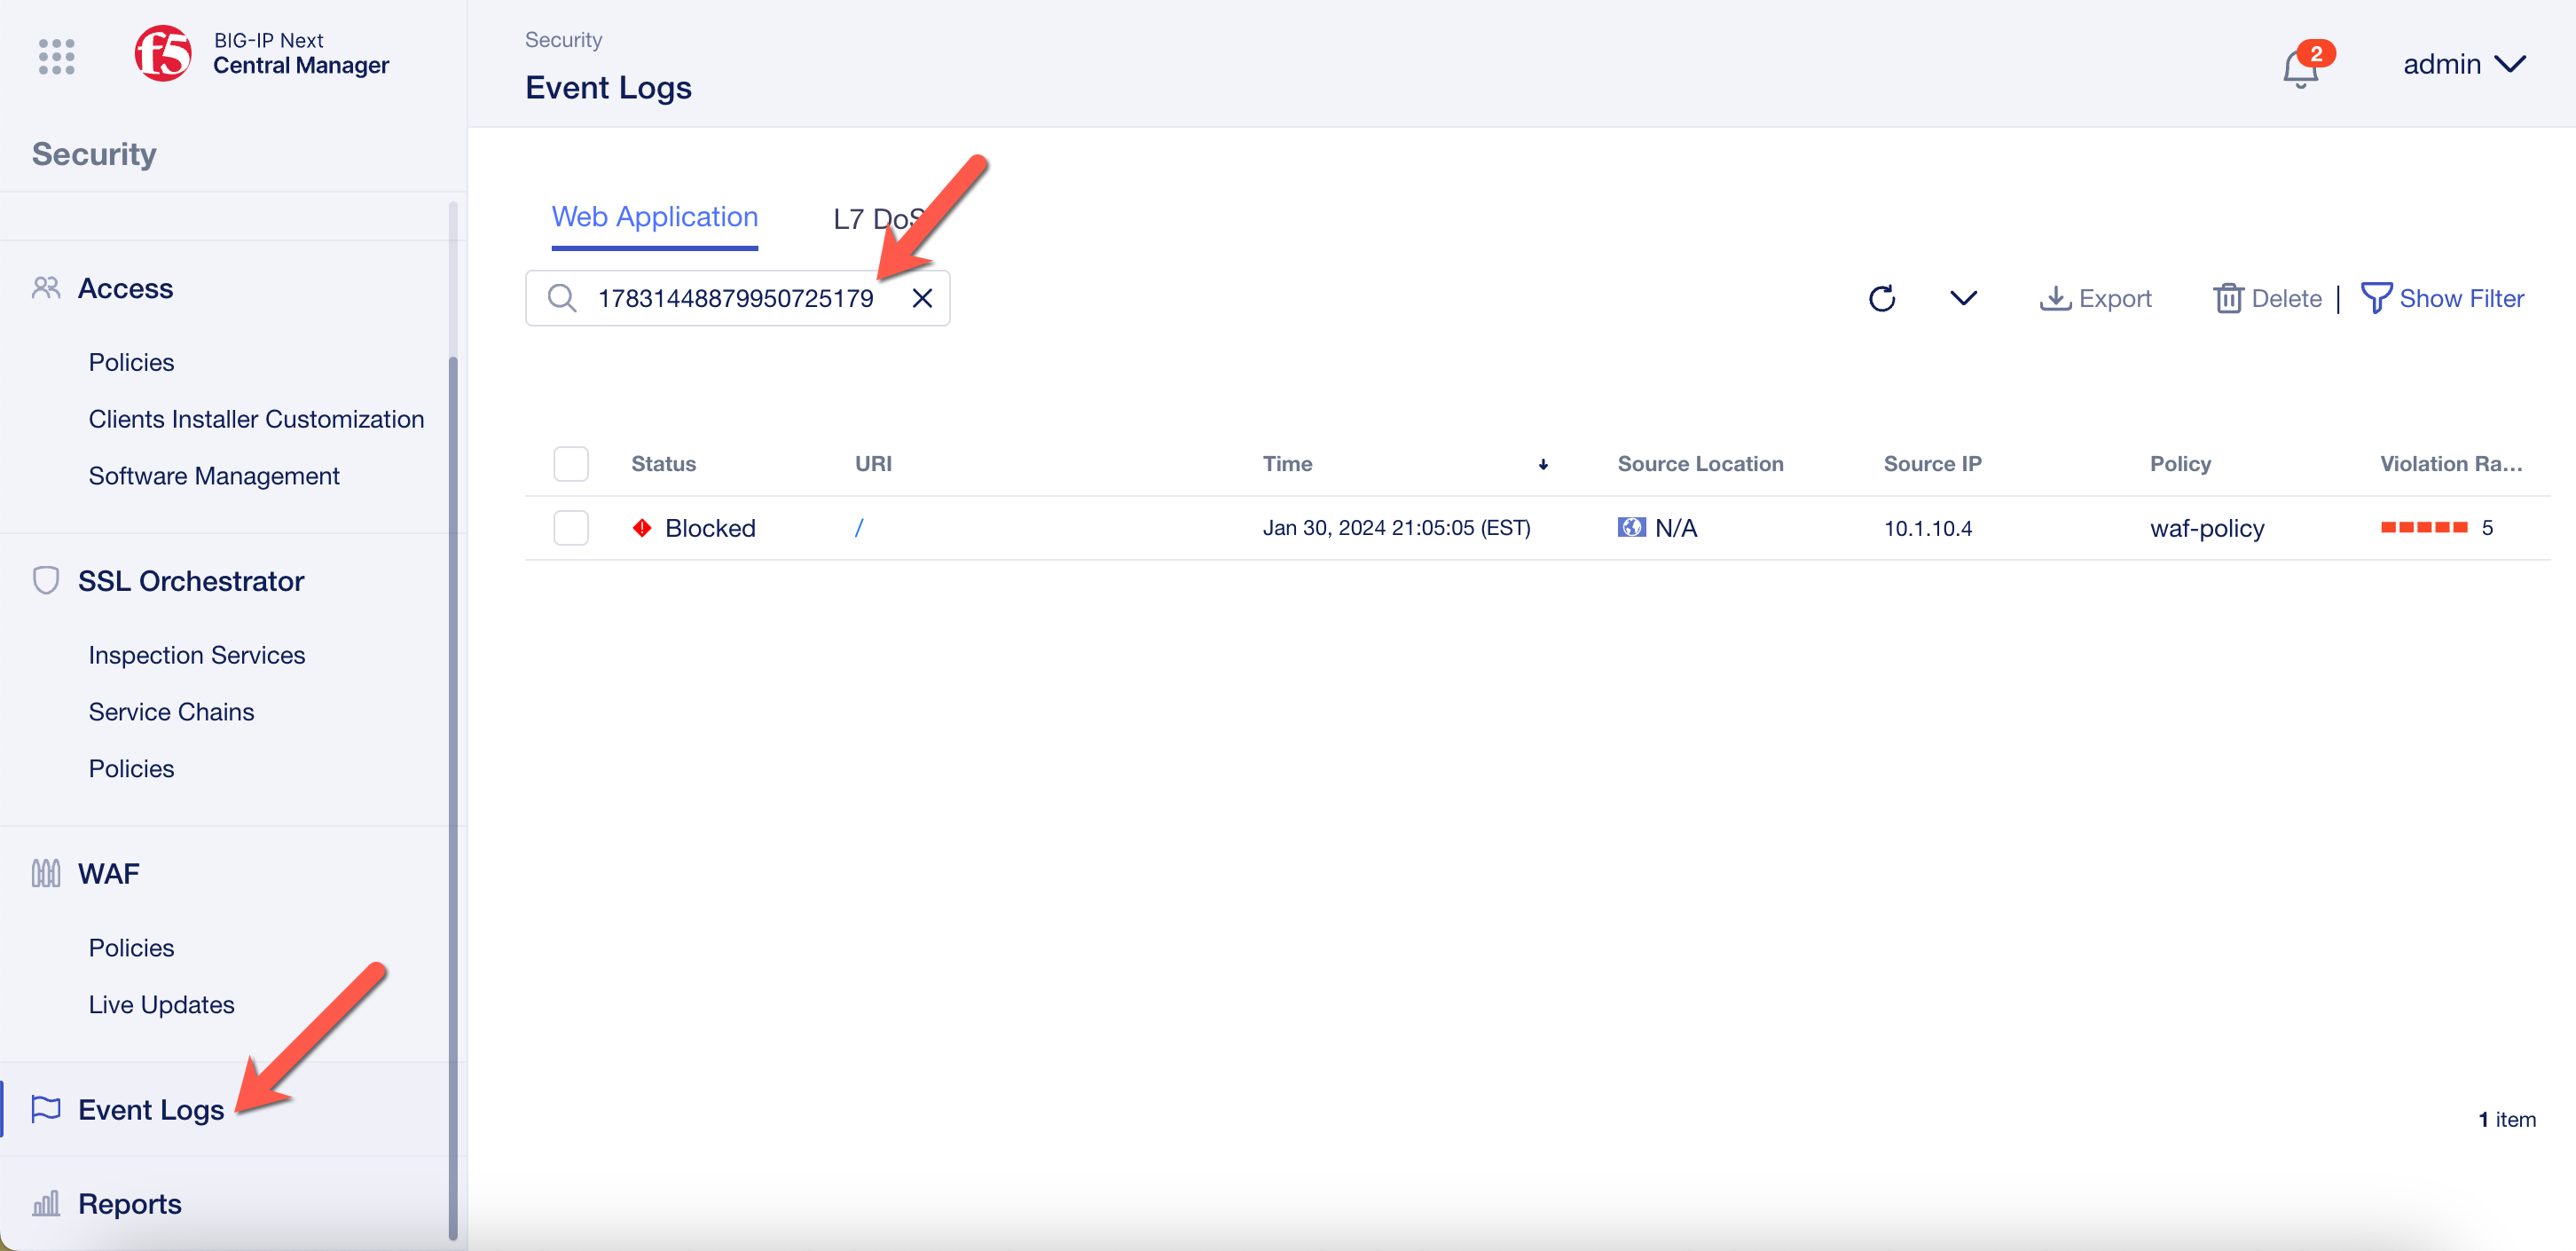 f5
BIG-IP Next
Central Manager
Security
Access
Policies
Clients Installer Customization
Software Management
SSL Orchestrator
Inspection Services
Service Chains
Policies
WAF
Policies
Live Updates
Event Logs
Reports
Security
Event Logs
2
admin
Web Application
L7 DoS
17831448879950725179
Export
Delete
Show Filter
Status URI Time Source Location Source IP Policy Violation Ra...
Blocked / Jan 30, 2024 21:05:05 (EST) N/A 10.1.10.4 waf-policy 5
1 item